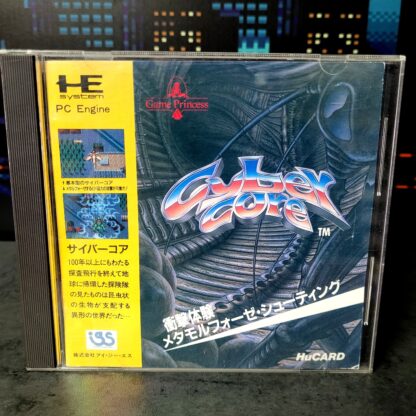 HE
system
PC Engine
Game Princess
Cyber
Core
TM
サイバーコア
100年以上にもわたる
探査飛行を終えて地
球に帰還した探険隊
の見たものは昆虫状
の生物が支配する
異形の世界だった…
igs
株式会社アイ・ジー・エス
衝撃体験
メタモルフォーゼ・シューティング
HuCARD